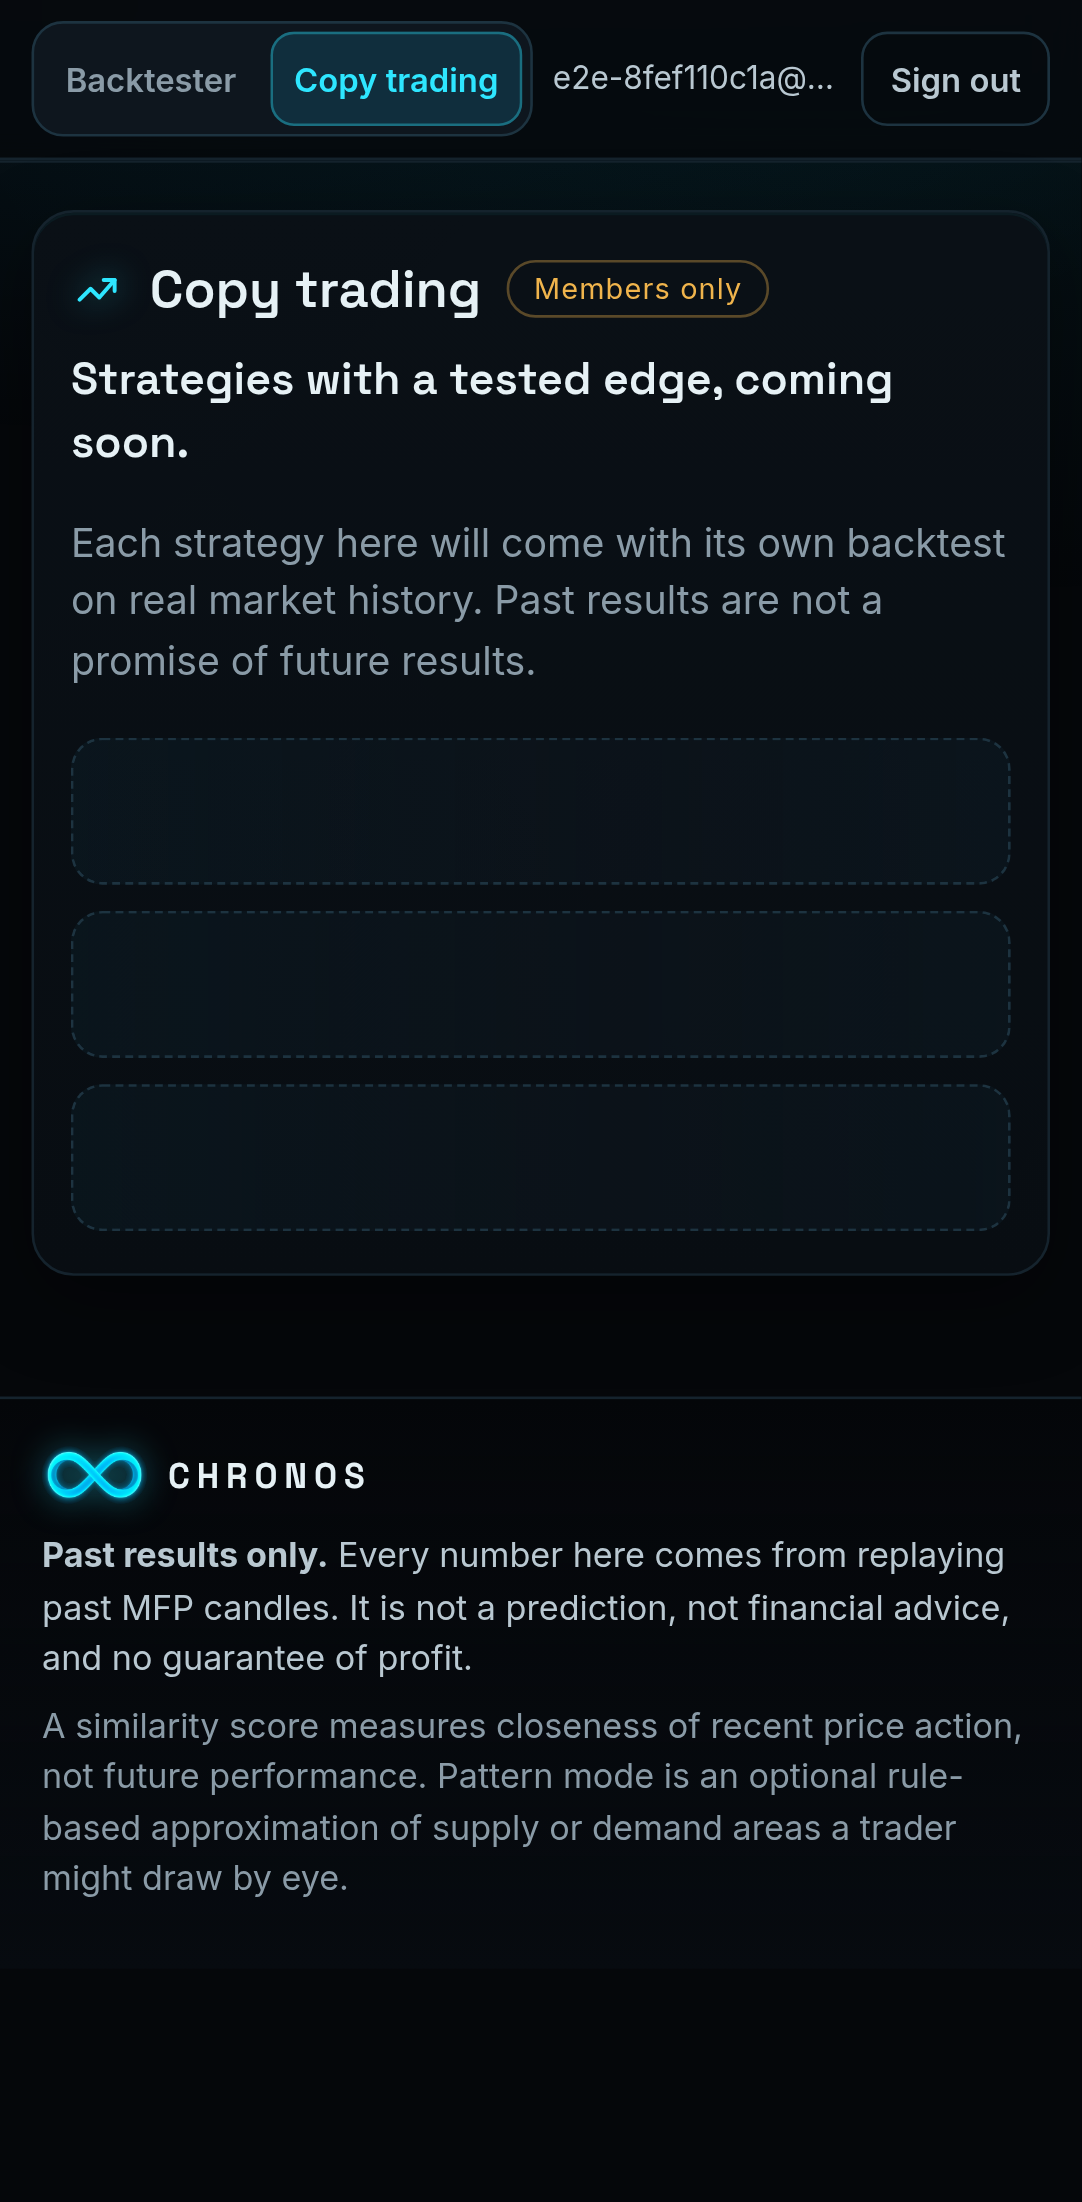 Backtester
Copy trading
e2e-8fef110c1a@...
Sign out
Copy trading
Members only
Strategies with a tested edge, coming
soon.
Each strategy here will come with its own backtest
on real market history. Past results are not a
promise of future results.
CHRONOS
Past results only. Every number here comes from replaying
past MFP candles. It is not a prediction, not financial advice,
and no guarantee of profit.
A similarity score measures closeness of recent price action,
not future performance. Pattern mode is an optional rule-
based approximation of supply or demand areas a trader
might draw by eye.